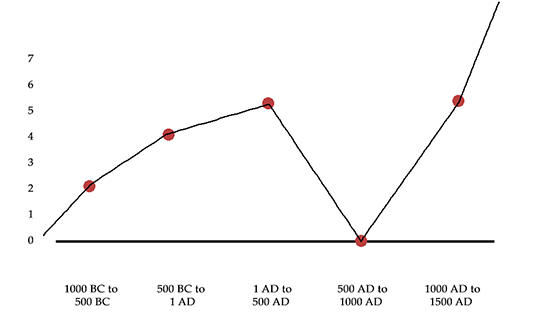 7
6
5
4
3
2
1
0
1000 BC to
500 BC
500 BC to
1 AD
1 AD to
500 AD
500 AD to
1000 AD
1000 AD to
1500 AD